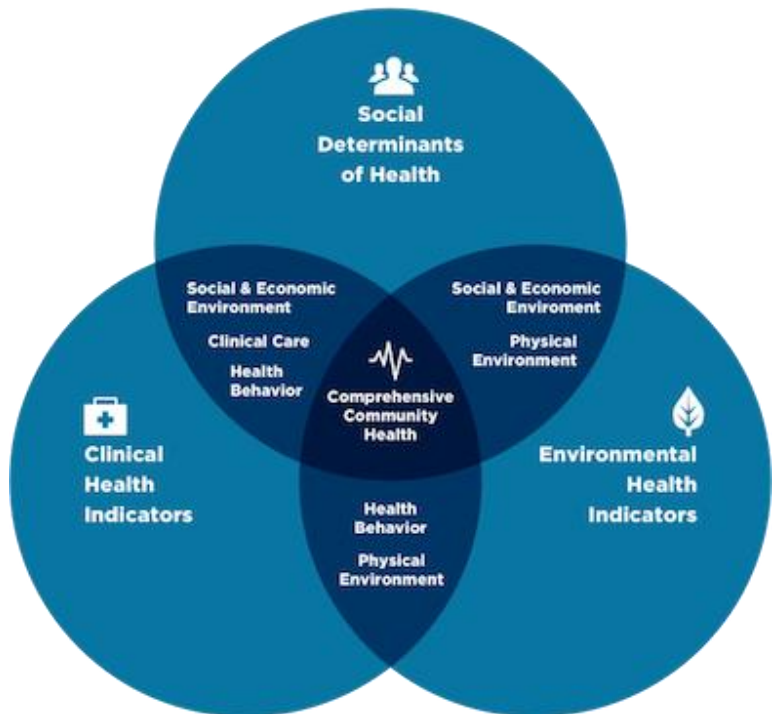 Social
Determinants
of Health
Social & Economic
Environment
Clinical Care
Health
Behavior
Social & Economic
Enviroment
Physical
Environment
Comprehensive
Community
Health
Clinical
Health
Indicators
Environmental
Health
Indicators
Health
Behavior
Physical
Environment